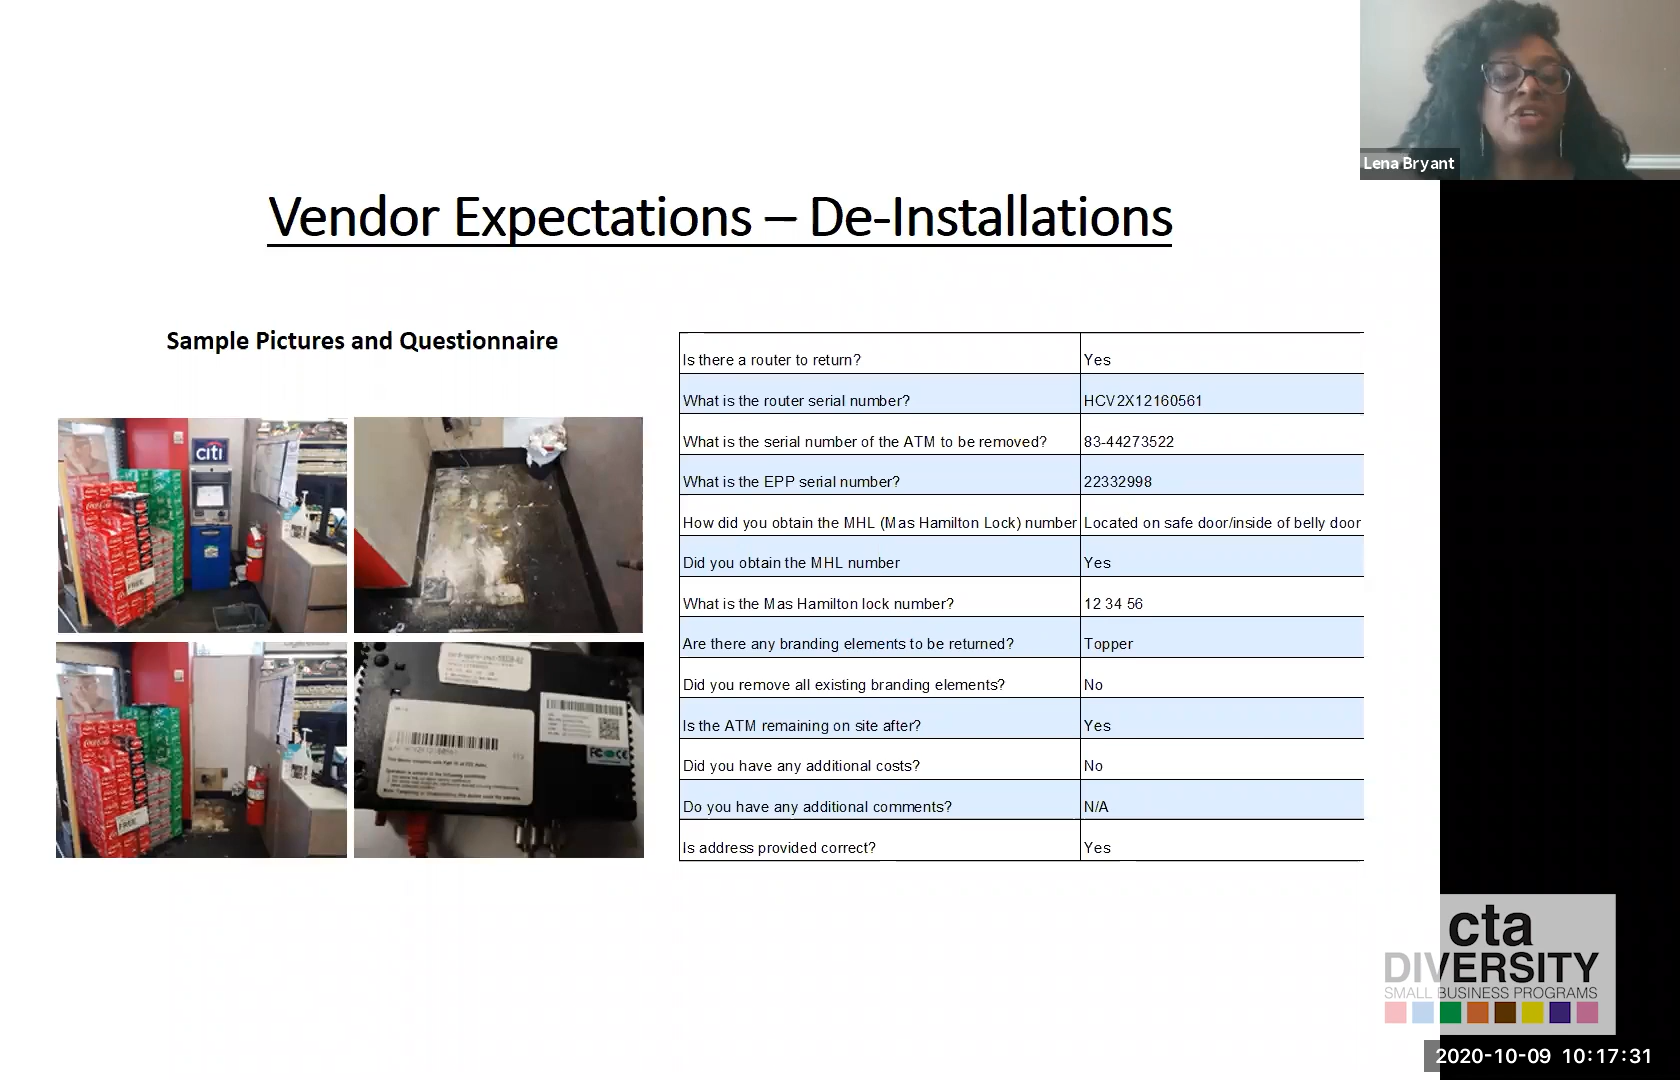 Lena Bryant
Vendor Expectations – De-Installations
Sample Pictures and Questionnaire
citi
FREE
FREE
Is there a router to return? Yes
What is the router serial number? HCV2X12160561
What is the serial number of the ATM to be removed? 83-44273522
What is the EPP serial number? 22332998
How did you obtain the MHL (Mas Hamilton Lock) number Located on safe door/inside of belly door
Did you obtain the MHL number Yes
What is the Mas Hamilton lock number? 12 34 56
Are there any branding elements to be returned? Topper
Did you remove all existing branding elements? No
Is the ATM remaining on site after? Yes
Did you have any additional costs? No
Do you have any additional comments? N/A
Is address provided correct? Yes
cta
DIVERSITY
SMALL BUSINESS PROGRAMS
2020-10-09 10:17:31